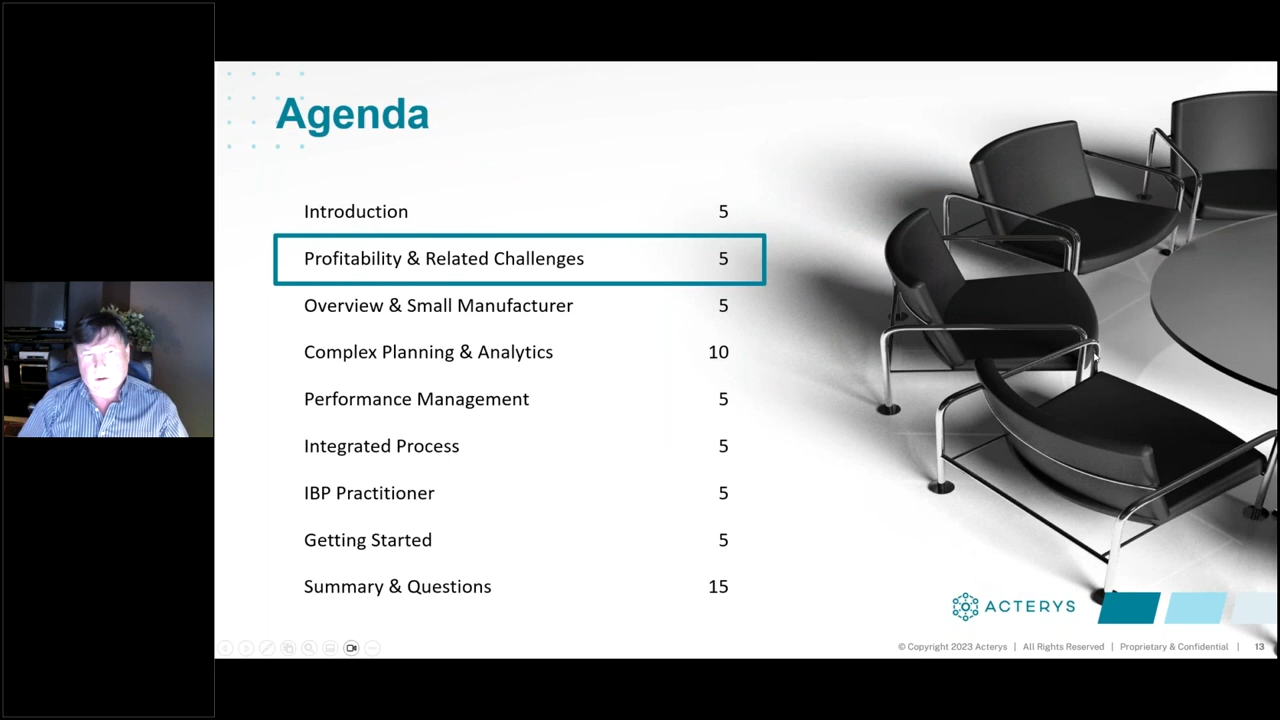 Agenda
Introduction 5
Profitability & Related Challenges 5
Overview & Small Manufacturer 5
Complex Planning & Analytics 10
Performance Management 5
Integrated Process 5
IBP Practitioner 5
Getting Started 5
Summary & Questions 15
ACTERYS
© Copyright 2023 Acterys | All Rights Reserved | Proprietary & Confidential | 13